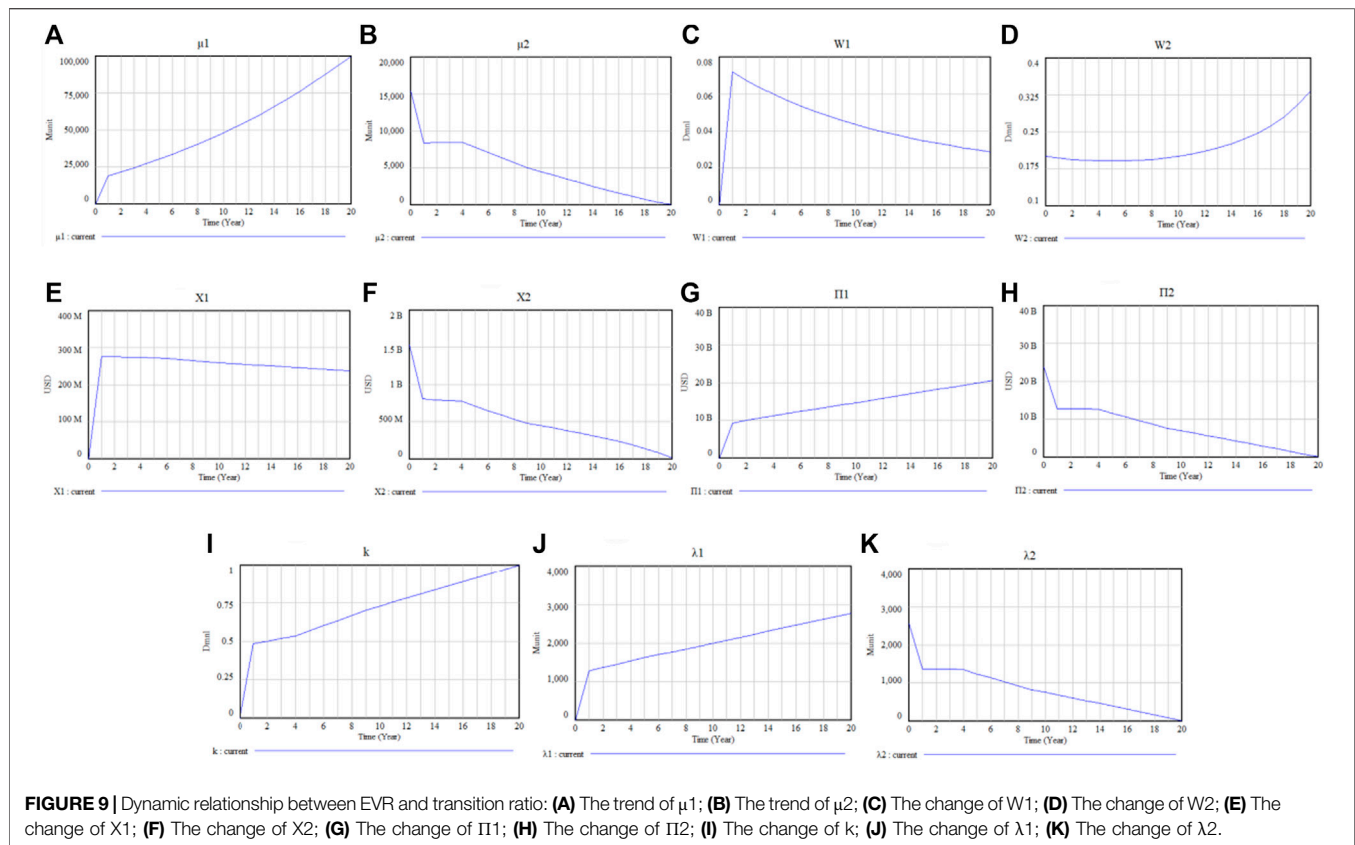 A B C D
μ1 μ2 W1 W2
100,000 20,000 0.08 0.4
75,000 15,000 0.06 0.325
50,000 10,000 0.04 0.25
25,000 5,000 0.02 0.175
0 0 0 0.1
Munit Munit Dmnl Dmnl
0 2 4 6 8 10 12 14 16 18 20 0 2 4 6 8 10 12 14 16 18 20 0 2 4 6 8 10 12 14 16 18 20 0 2 4 6 8 10 12 14 16 18 20
Time (Year) Time (Year) Time (Year) Time (Year)
μ1 : current μ2 : current W1 : current W2 : current
E F G H
X1 X2 Π1 Π2
400 M 2 B 40 B 40 B
300 M 1.5 B 30 B 30 B
200 M 1 B 20 B 20 B
100 M 500 M 10 B 10 B
0 0 0 0
USD USD USD USD
0 2 4 6 8 10 12 14 16 18 20 0 2 4 6 8 10 12 14 16 18 20 0 2 4 6 8 10 12 14 16 18 20 0 2 4 6 8 10 12 14 16 18 20
Time (Year) Time (Year) Time (Year) Time (Year)
X1 : current X2 : current Π1 : current Π2 : current
I J K
k λ1 λ2
1 4,000 4,000
0.75 3,000 3,000
0.5 2,000 2,000
0.25 1,000 1,000
0 0 0
Dmnl Munit Munit
0 2 4 6 8 10 12 14 16 18 20 0 2 4 6 8 10 12 14 16 18 20 0 2 4 6 8 10 12 14 16 18 20
Time (Year) Time (Year) Time (Year)
k : current λ1 : current λ2 : current
FIGURE 9 | Dynamic relationship between EVR and transition ratio: (A) The trend of μ1; (B) The trend of μ2; (C) The change of W1; (D) The change of W2; (E) The
change of X1; (F) The change of X2; (G) The change of Π1; (H) The change of Π2; (I) The change of k; (J) The change of λ1; (K) The change of λ2.